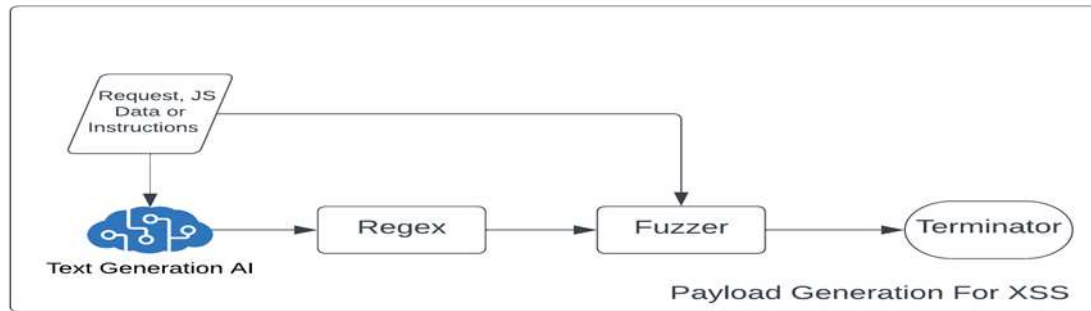 Request, JS
Data or
Instructions
Text Generation AI
Regex
Fuzzer
Terminator
Payload Generation For XSS